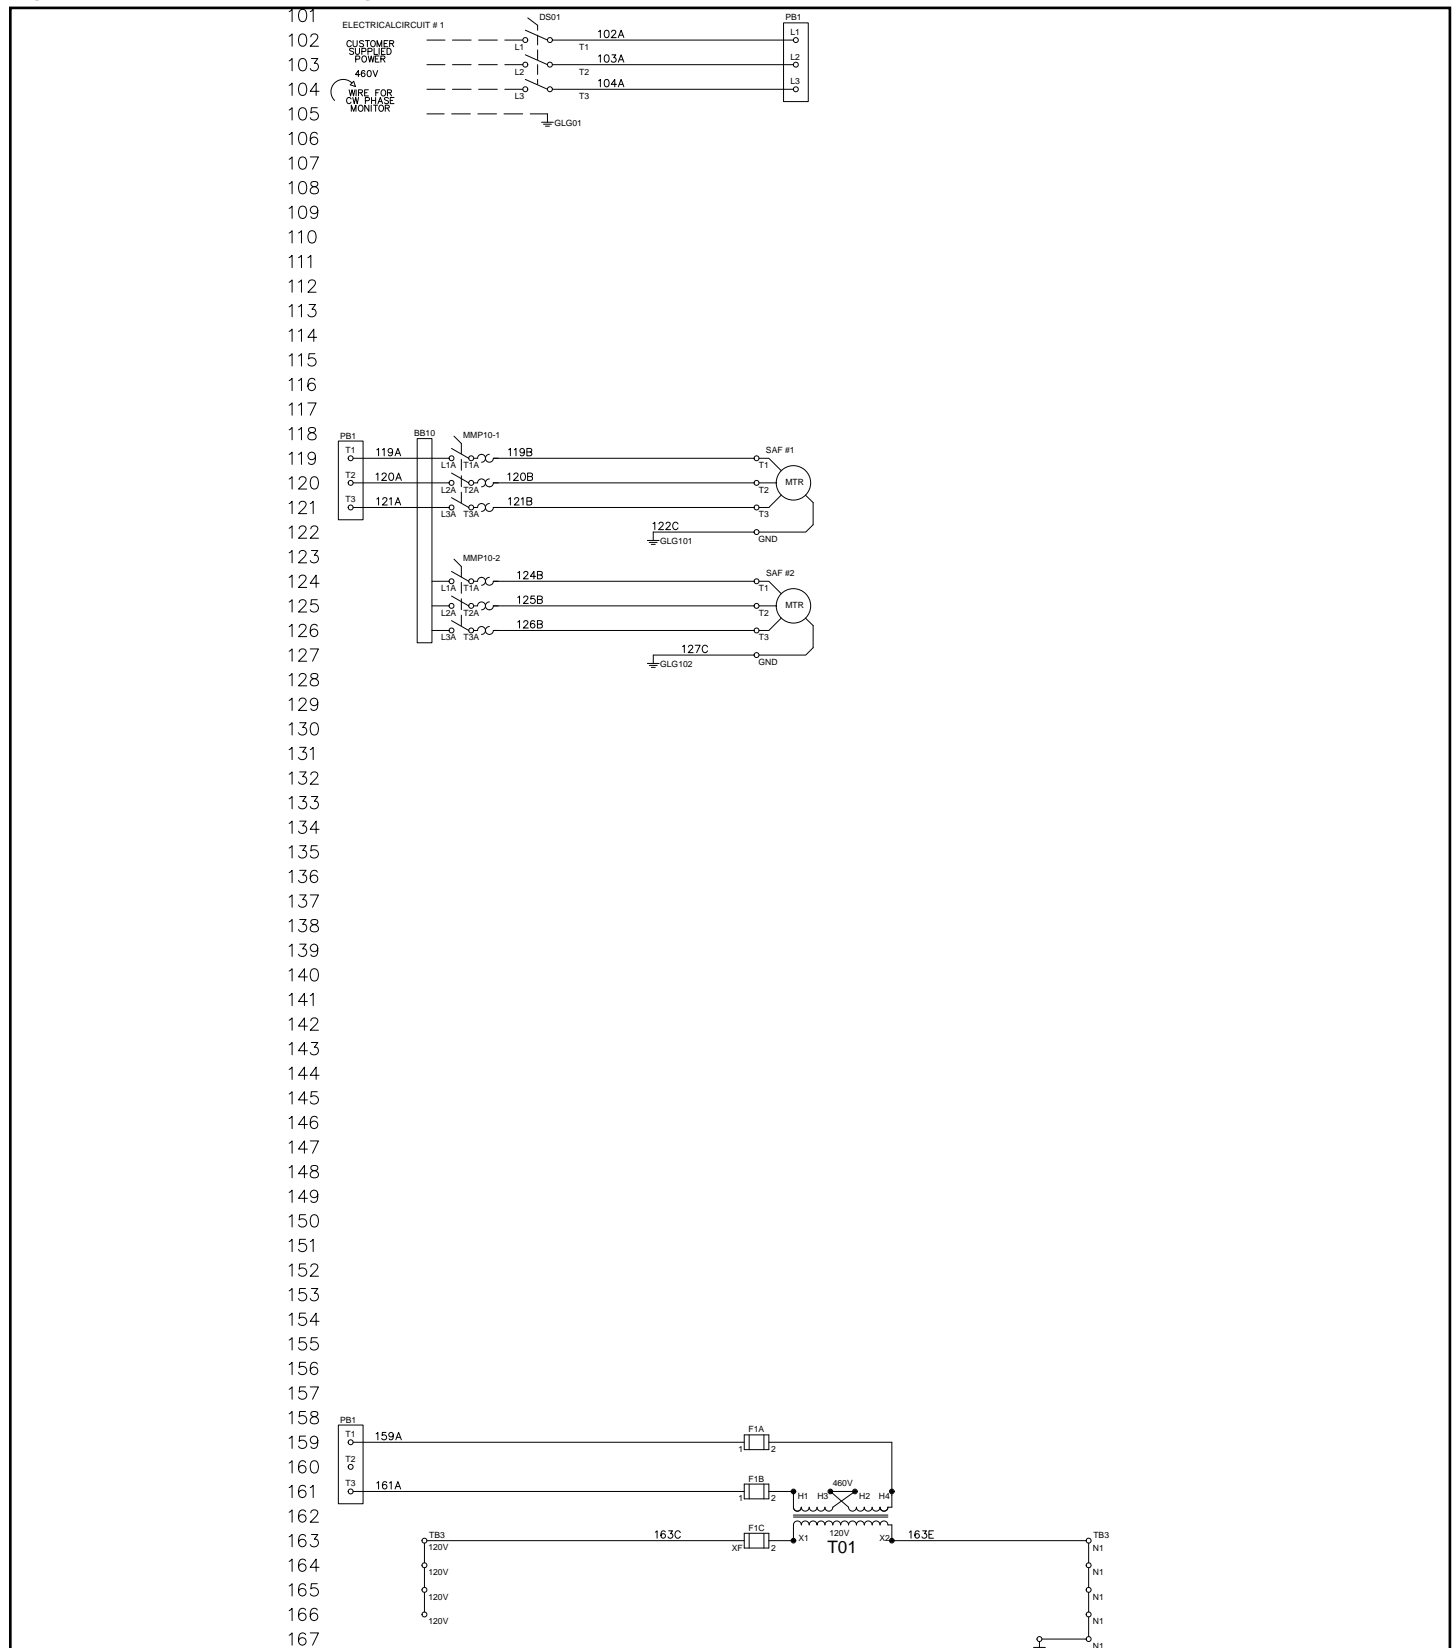 101
ELECTRICALCIRCUIT # 1
DS01
PB1
102
CUSTOMER
SUPPLIED
POWER
L1
T1
102A
L1
103
L2
T2
103A
L2
460V
104
WIRE FOR
CW PHASE
MONITOR
L3
T3
104A
L3
105
GLG01
106
107
108
109
110
111
112
113
114
115
116
117
118
PB1
BB10
MMP10-1
119
T1
119A
L1A
T1A
119B
T1
SAF #1
120
T2
120A
L2A
T2A
120B
T2
MTR
121
T3
121A
L3A
T3A
121B
T3
122
122C
GLG101
GND
123
MMP10-2
124
L1A
T1A
124B
T1
SAF #2
125
L2A
T2A
125B
T2
MTR
126
L3A
T3A
126B
T3
127
127C
GLG102
GND
128
129
130
131
132
133
134
135
136
137
138
139
140
141
142
143
144
145
146
147
148
149
150
151
152
153
154
155
156
157
158
PB1
159
T1
159A
F1A
1
2
160
T2
161
T3
161A
F1B
1
2
H1
H3
460V
H2
H4
162
163
TB3
120V
163C
F1C
XF
2
X1
120V
T01
X2
163E
TB3
N1
164
120V
N1
165
120V
N1
166
120V
N1
167
N1